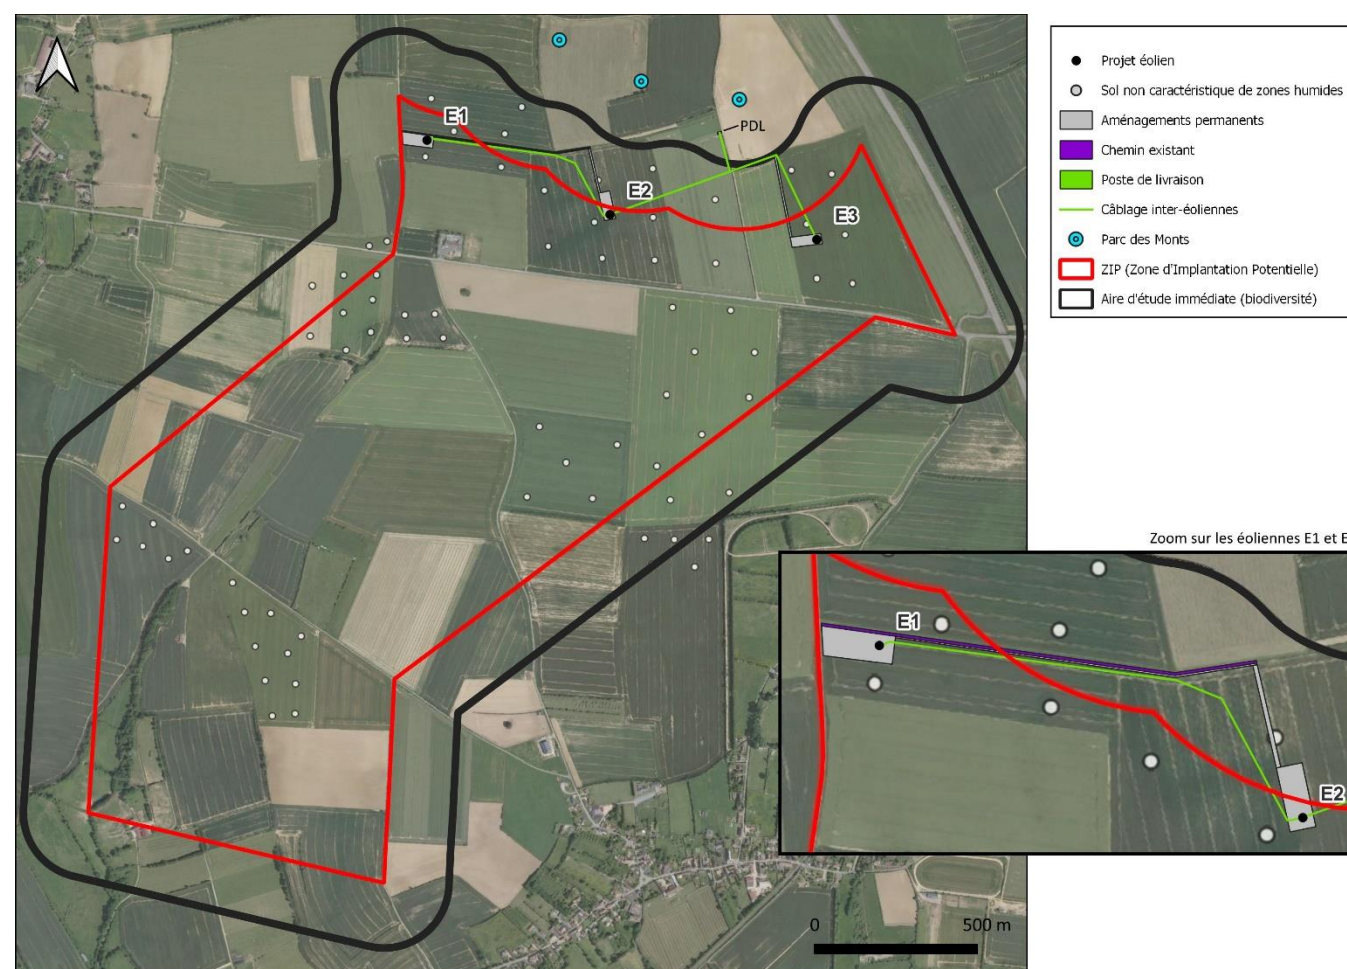 E1
PDL
E2
E3
Projet éolien
Sol non caractéristique de zones humides
Aménagements permanents
Chemin existant
Poste de livraison
Câblage inter-éoliennes
Parc des Monts
ZIP (Zone d'Implantation Potentielle)
Aire d'étude immédiate (biodiversité)
Zoom sur les éoliennes E1 et
E1
E2
0
500 m